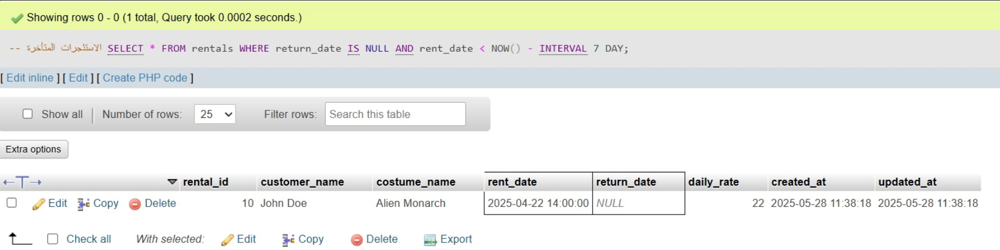 Showing rows 0 - 0 (1 total, Query took 0.0002 seconds.)
-- الاستئجرات المتأخرة SELECT * FROM rentals WHERE return_date IS NULL AND rent_date < NOW() - INTERVAL 7 DAY;
[ Edit inline ] [ Edit ] [ Create PHP code ]
Show all | Number of rows: 25 Filter rows: Search this table
Extra options
←T→ rental_id customer_name costume_name rent_date return_date daily_rate created_at updated_at
Edit Copy Delete 10 John Doe Alien Monarch 2025-04-22 14:00:00 NULL 22 2025-05-28 11:38:18 2025-05-28 11:38:18
Check all With selected: Edit Copy Delete Export